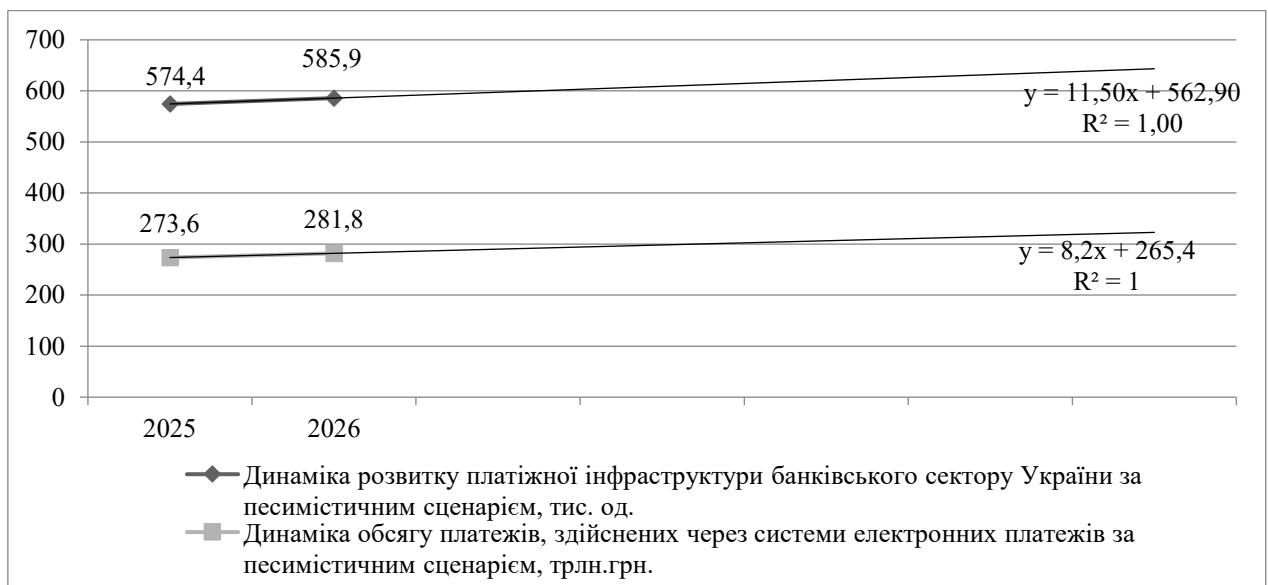 700
600
500
400
300
200
100
0
574,4
585,9
y = 11,50x + 562,90
R² = 1,00
273,6
281,8
y = 8,2x + 265,4
R² = 1
2025
2026
Динаміка розвитку платіжної інфраструктури банківського сектору України за
песимістичним сценарієм, тис. од.
Динаміка обсягу платежів, здійснених через системи електронних платежів за
песимістичним сценарієм, трлн.грн.